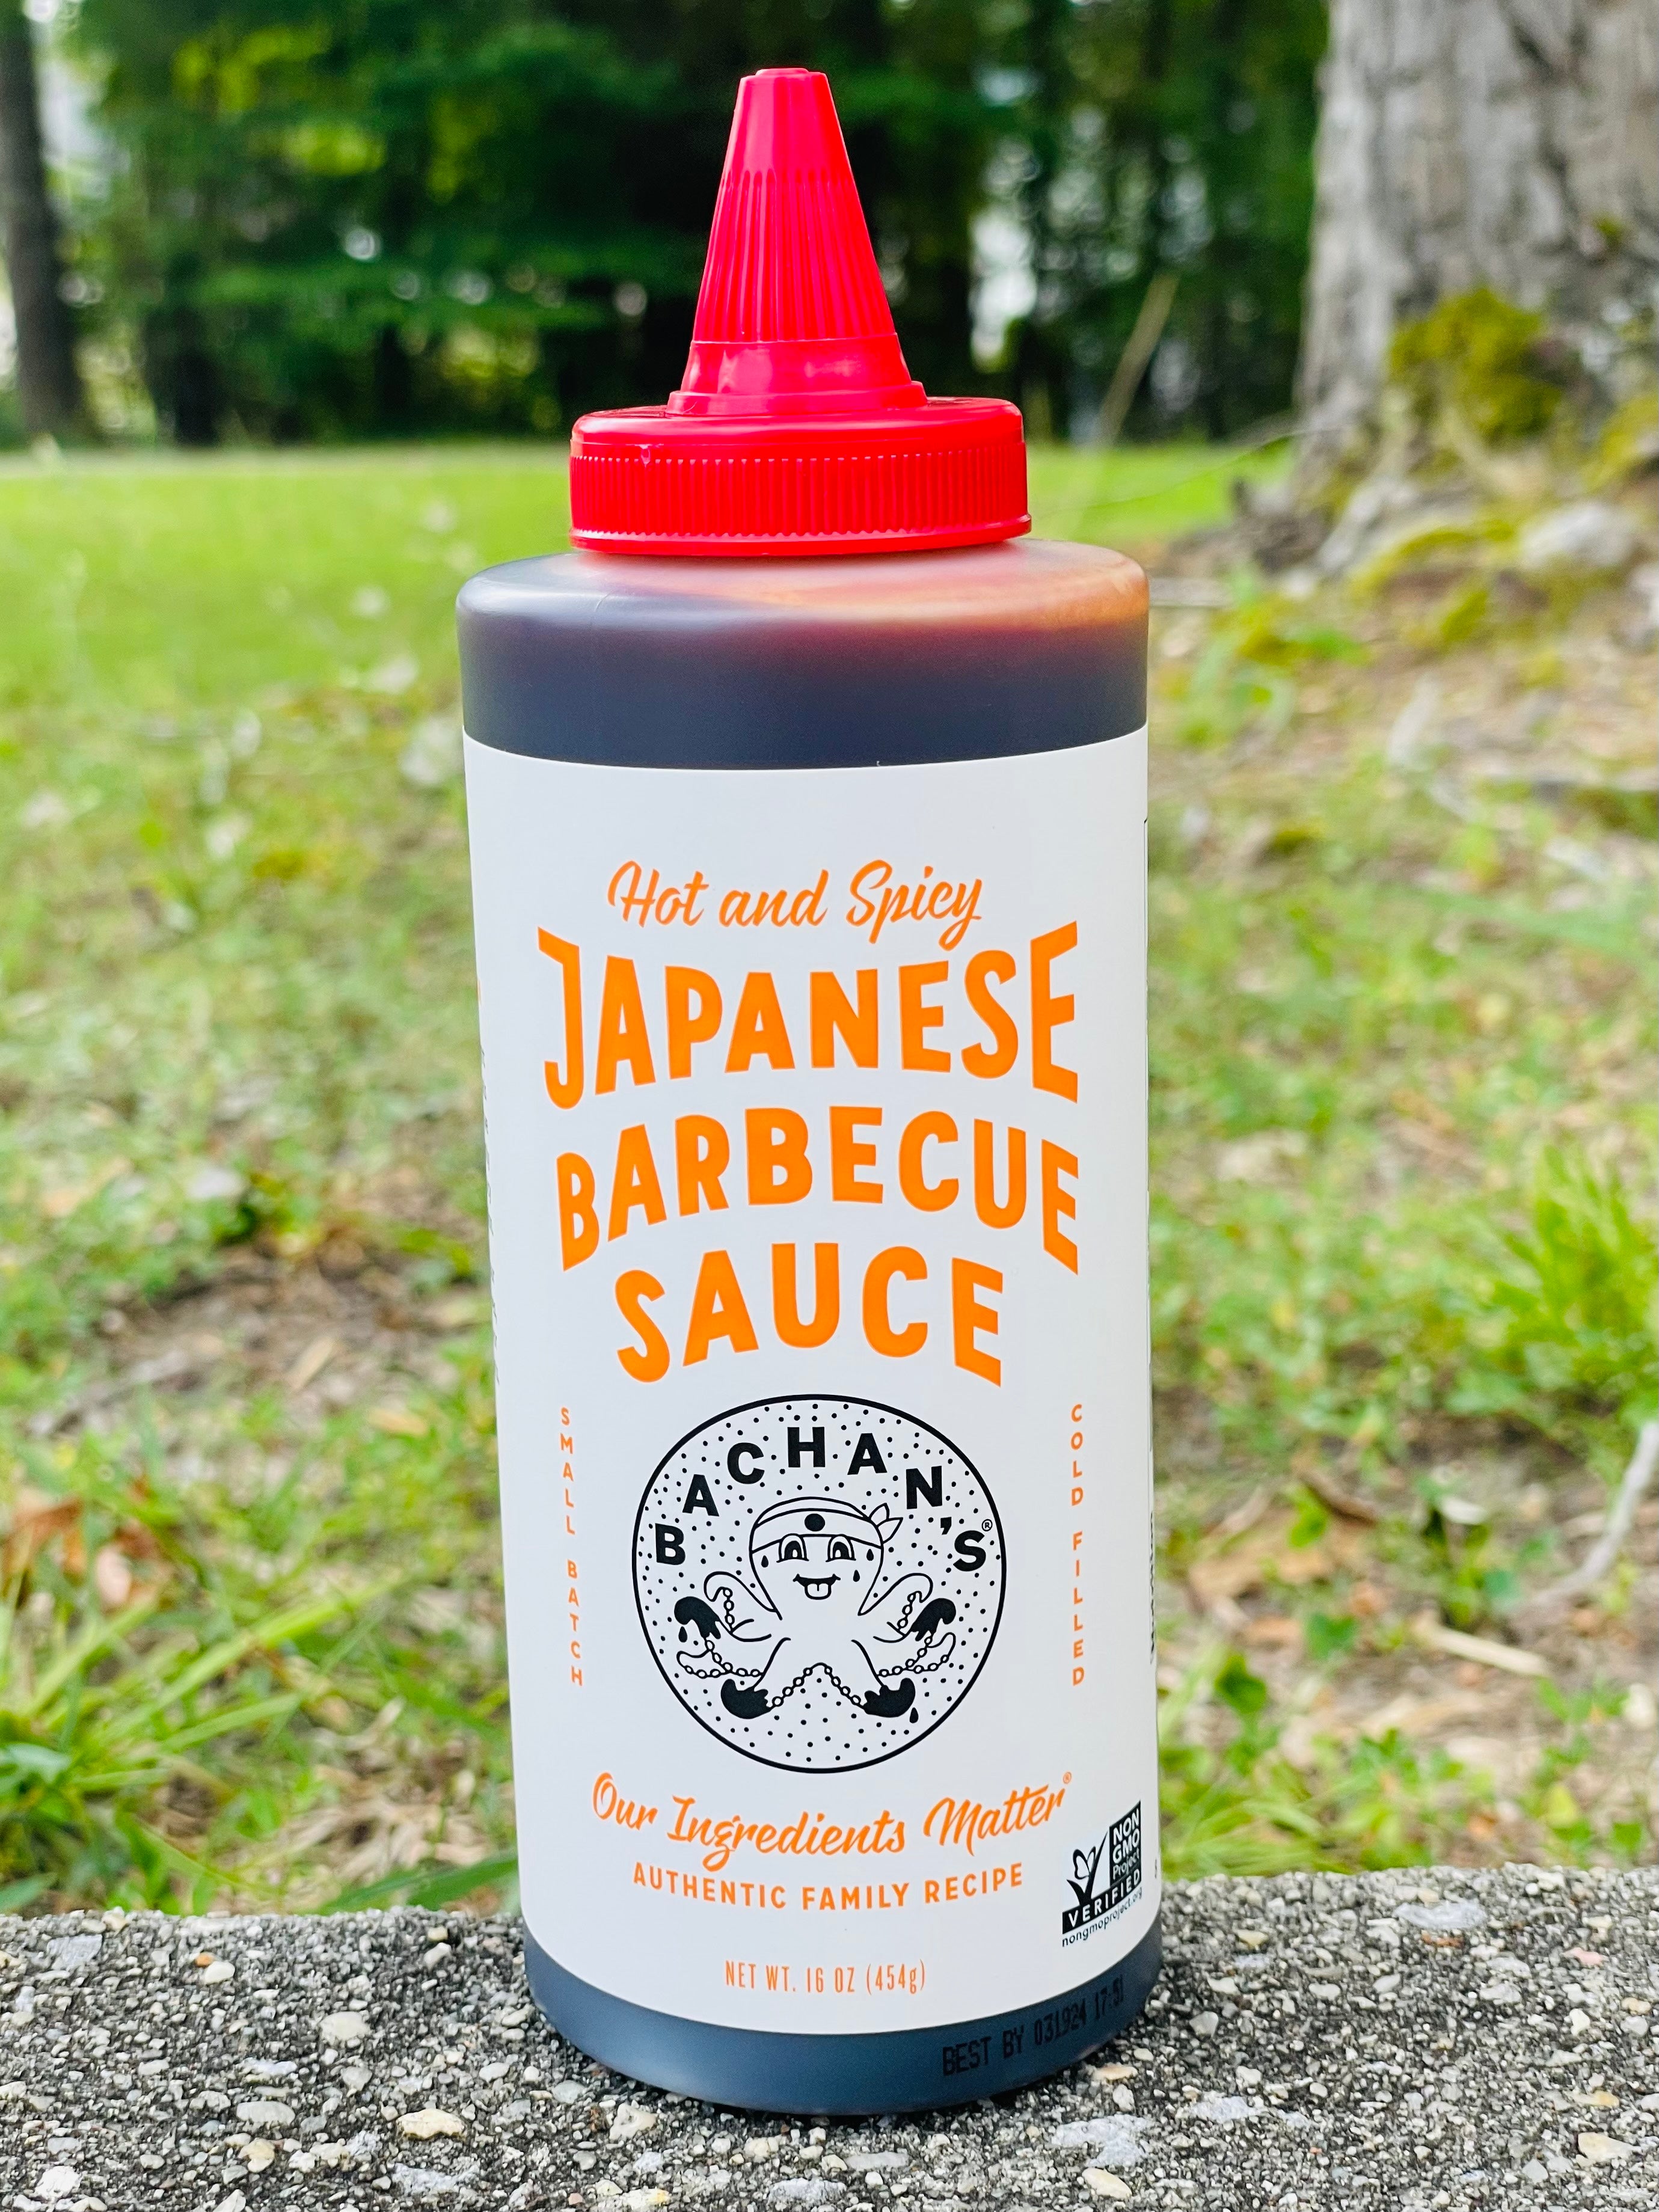 Hot and Spicy
JAPANESE
BARBECUE
SAUCE
SMALL BATCH
COLD FILLED
BACHAN'S®
Our Ingredients Matter®
AUTHENTIC FAMILY RECIPE
NON
GMO
Project
VERIFIED
nongmoproject.org
NET WT. 16 OZ (454g)
BEST BY 031924